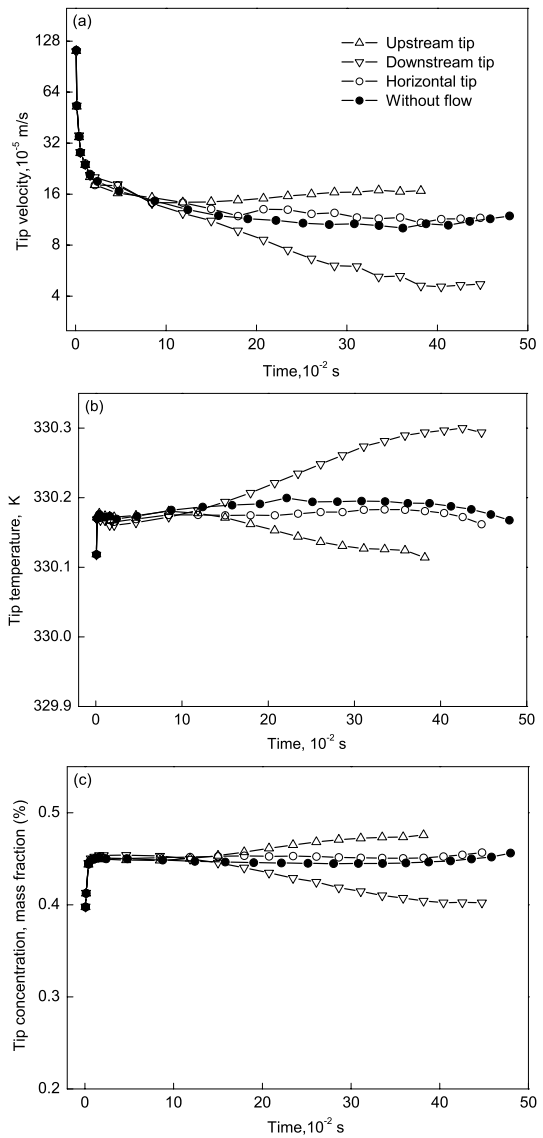 (a)
128
64
32
16
8
4
Tip velocity,10⁻⁵ m/s
Upstream tip
Downstream tip
Horizontal tip
Without flow
0
10
20
30
40
50
Time,10⁻² s
(b)
330.3
330.2
330.1
330.0
329.9
Tip temperature, K
0
10
20
30
40
50
Time, 10⁻² s
(c)
0.5
0.4
0.3
0.2
Tip concentration, mass fraction (%)
0
10
20
30
40
50
Time,10⁻² s